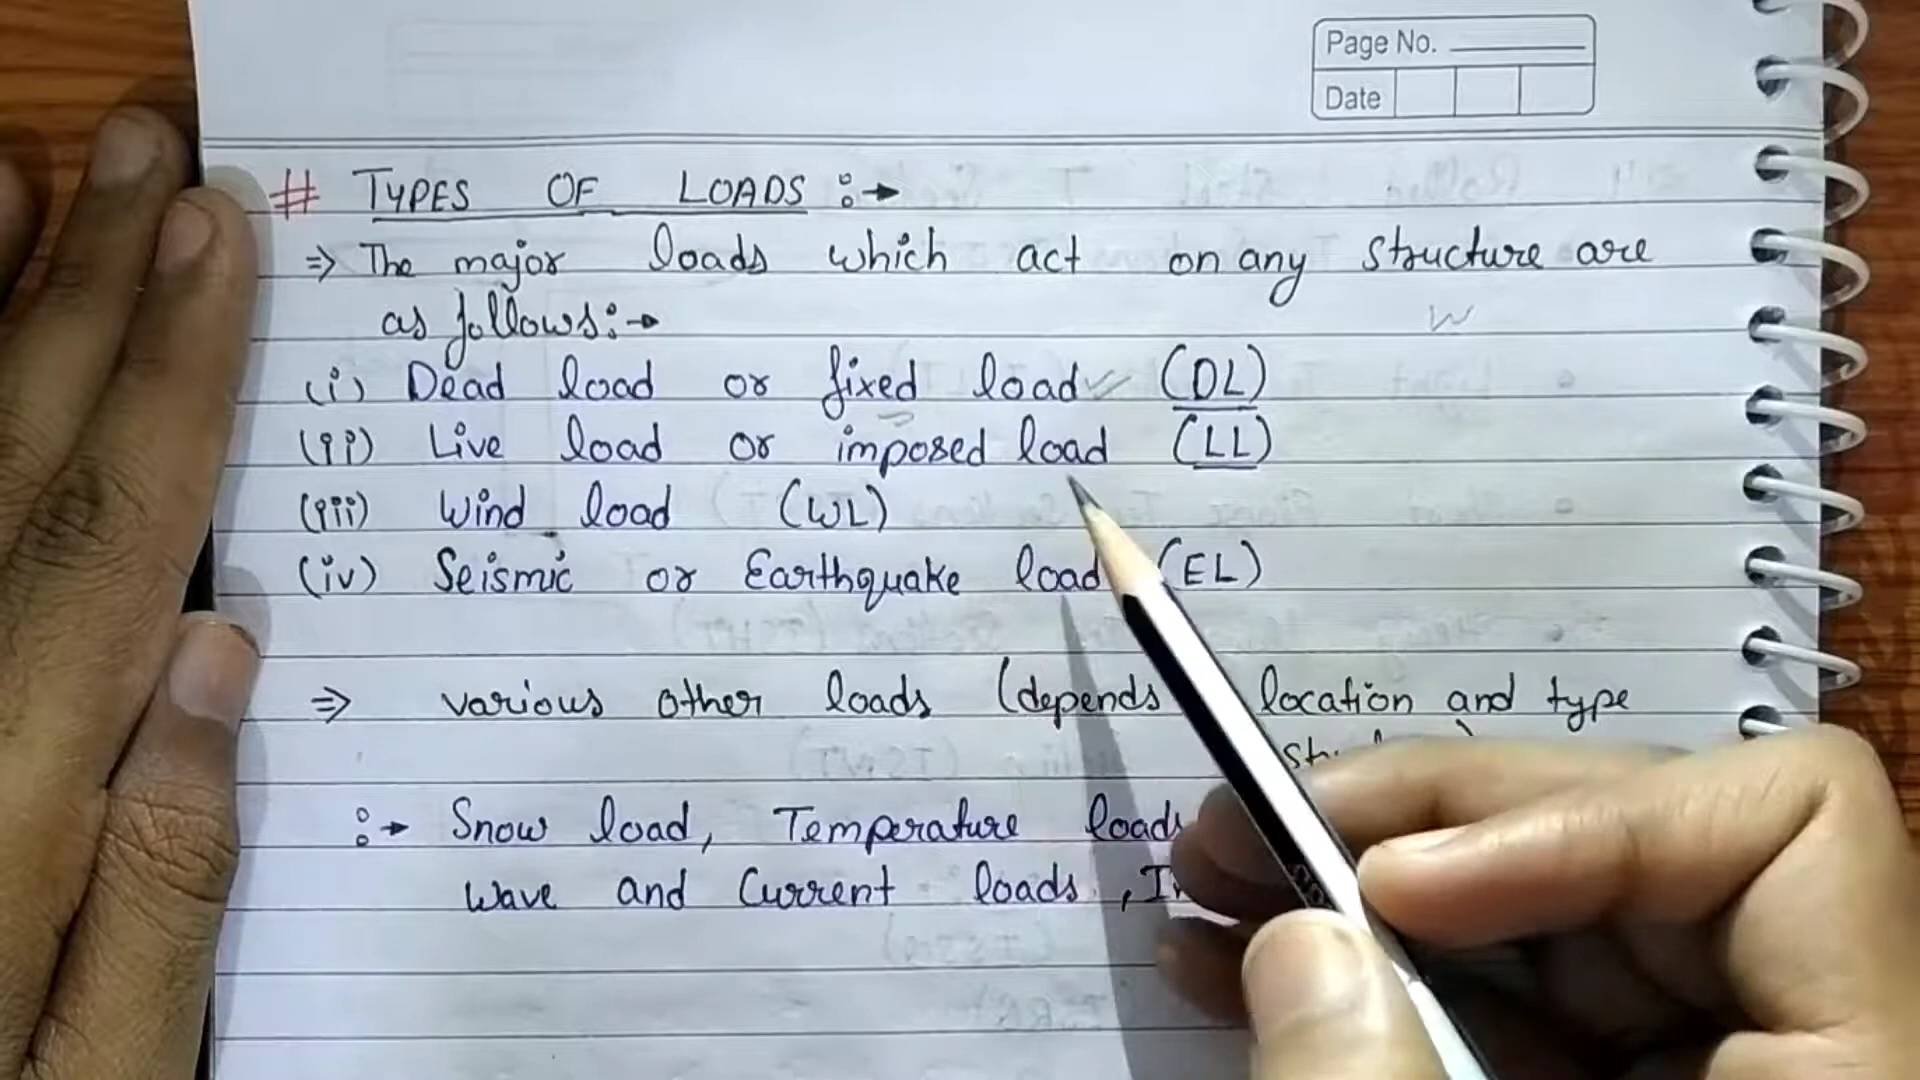 Page No.
Date
# TYPES OF LOADS :→
⇒ The major loads which act on any structure are
as follows:→
(i) Dead load or fixed load (DL)
(ii) Live load or imposed load (LL)
(iii) Wind load (WL)
(iv) Seismic or Earthquake load (EL)
⇒ various other loads (depends location and type
:→ Snow load, Temperature loads
Wave and Current loads,